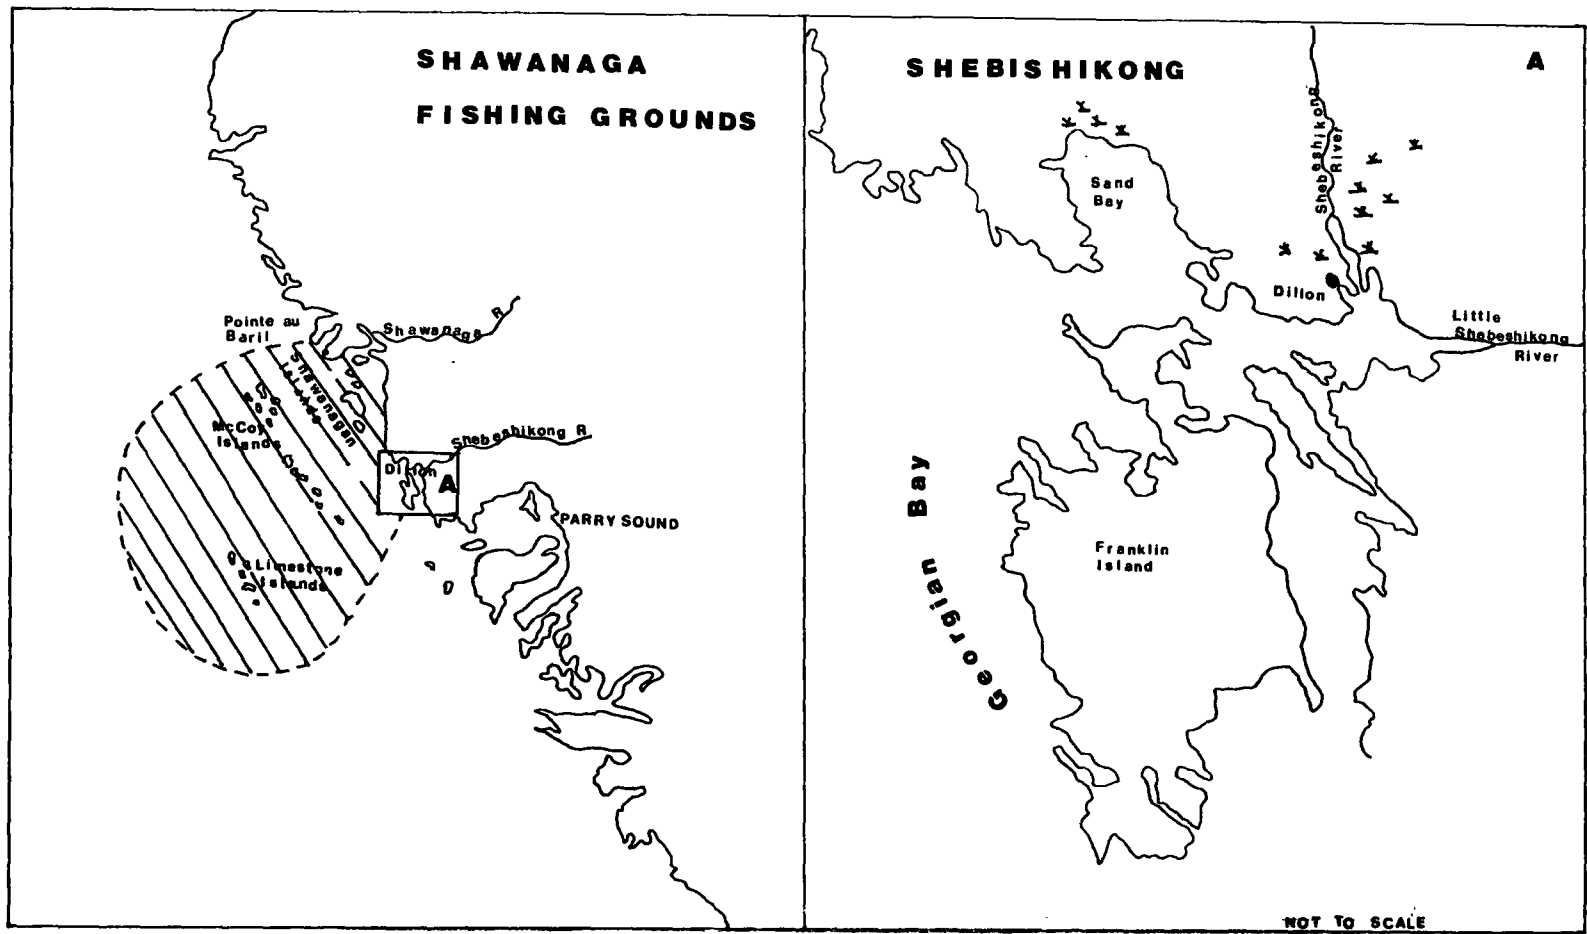 SHAWANAGA
FISHING GROUNDS
Pointe au
Baril
Shawanaga R
Shawanagan
Islands
McCoy
Islands
Shebeshikong R
Dillon
A
PARRY SOUND
Limestone
Islands
SHEBISHIKONG
A
Sand
Bay
Shebeshikong
River
Dillon
Little
Shebeshikong
River
Georgian Bay
Franklin
Island
NOT TO SCALE